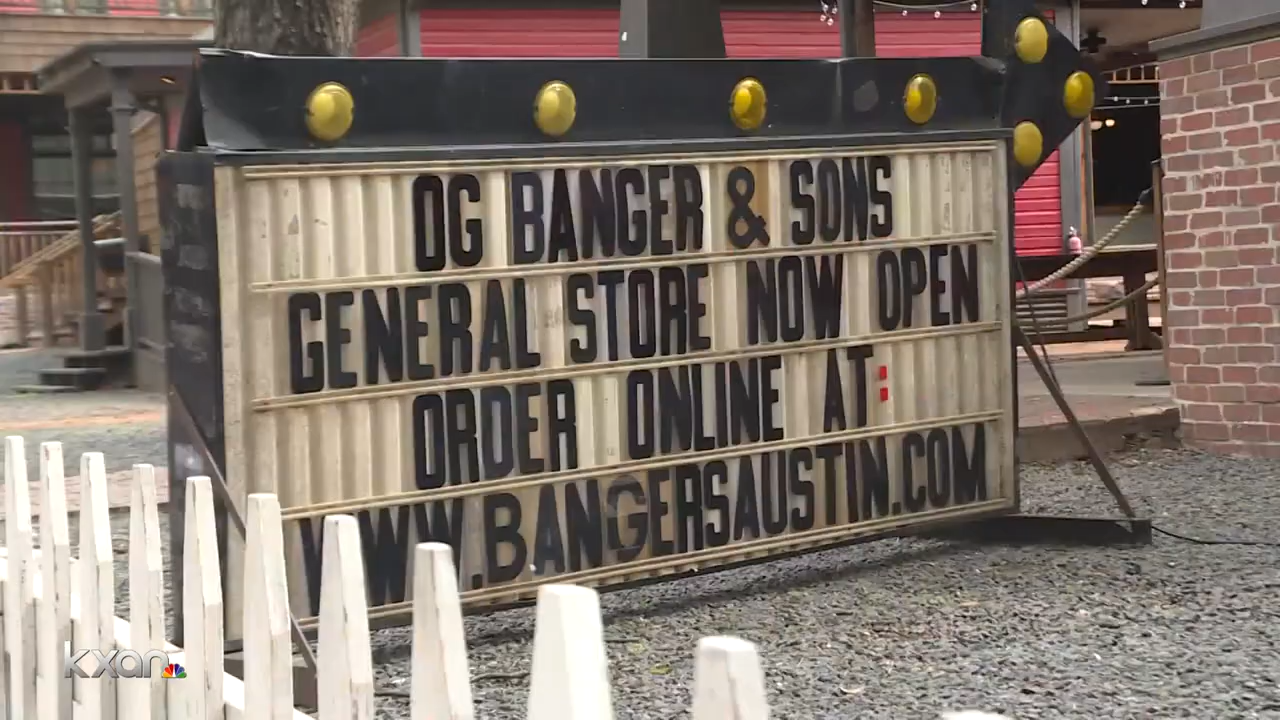 OG BANGER & SONS
GENERAL STORE NOW OPEN
ORDER ONLINE AT:
WWW.BANGERSAUSTIN.COM
kxan